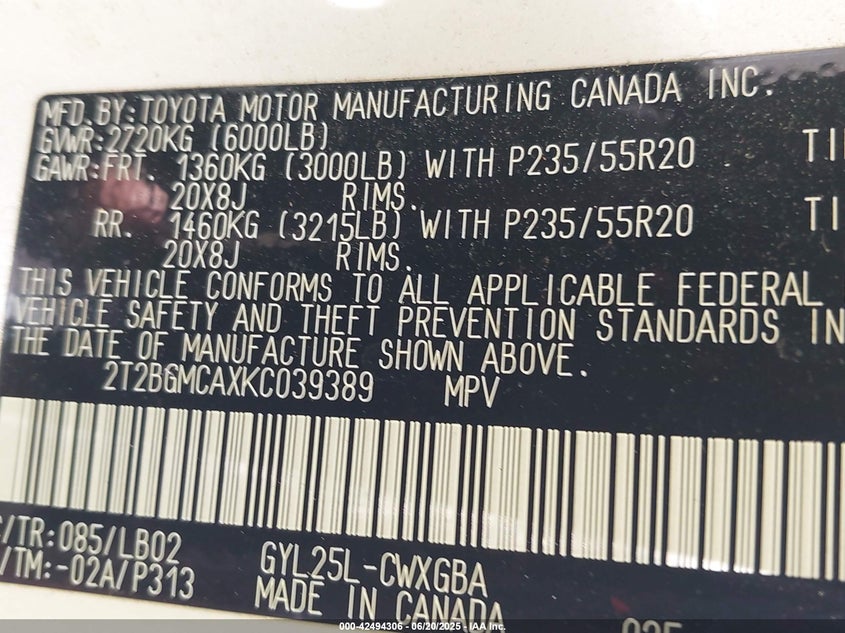 MFD. BY: TOYOTA MOTOR MANUFACTURING CANADA INC.
GVWR: 2720KG (6000LB)
GAWR: FRT. 1360KG (3000LB) WITH P235/55R20 TI
20X8J RIMS.
RR. 1460KG (3215LB) WITH P235/55R20 TI
20X8J RIMS.
THIS VEHICLE CONFORMS TO ALL APPLICABLE FEDERAL
VEHICLE SAFETY AND THEFT PREVENTION STANDARDS IN
THE DATE OF MANUFACTURE SHOWN ABOVE.
2T2BGMCAXKC039389 MPV
/TR: 085/LB02
/TM: -02A/P313
GYL25L-CWXGBA
MADE IN CANADA
000-42494306 - 06/20/2025 - IAA Inc.